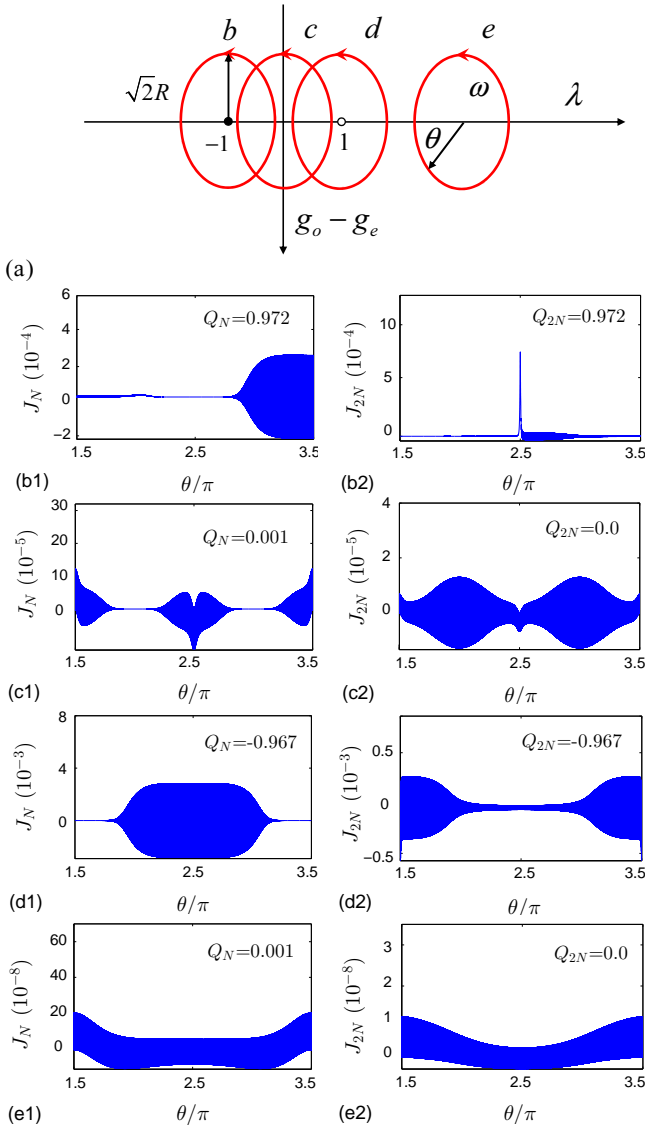 b c d e
√2R ω λ
−1 1 θ
g_o − g_e
(a)
6
4
2
0
−2
J_N (10^−4)
Q_N=0.972
1.5 2.5 3.5
(b1) θ/π
10
5
0
J_2N (10^−4)
Q_2N=0.972
1.5 2.5 3.5
(b2) θ/π
30
20
10
0
J_N (10^−5)
Q_N=0.001
1.5 2.5 3.5
(c1) θ/π
4
2
0
J_2N (10^−5)
Q_2N=0.0
1.5 2.5 3.5
(c2) θ/π
8
4
0
J_N (10^−3)
Q_N=-0.967
1.5 2.5 3.5
(d1) θ/π
0.5
0
−0.5
J_2N (10^−3)
Q_2N=-0.967
1.5 2.5 3.5
(d2) θ/π
60
40
20
0
J_N (10^−8)
Q_N=0.001
1.5 2.5 3.5
(e1) θ/π
3
2
1
0
J_2N (10^−8)
Q_2N=0.0
1.5 2.5 3.5
(e2) θ/π